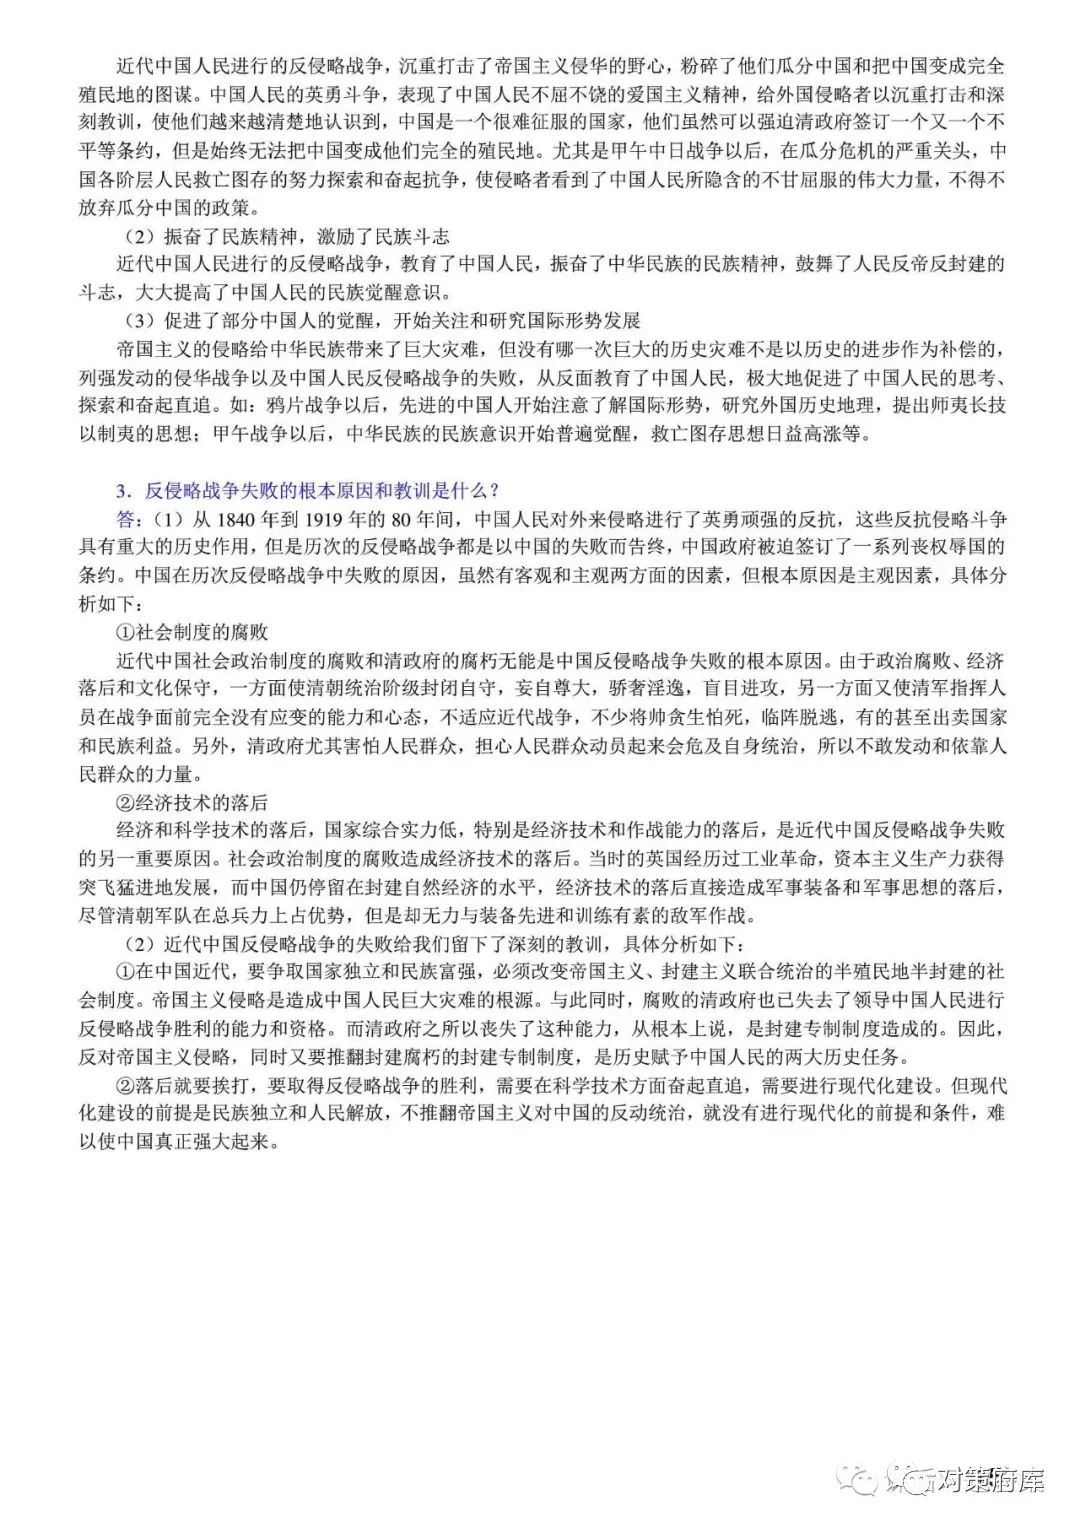 近代中国人民进行的反侵略战争，沉重打击了帝国主义侵华的野心，粉碎了他们瓜分中国和把中国变成完全
殖民地的图谋。中国人民的英勇斗争，表现了中国人民不屈不饶的爱国主义精神，给外国侵略者以沉重打击和深
刻教训，使他们越来越清楚地认识到，中国是一个很难征服的国家，他们虽然可以强迫清政府签订一个又一个不
平等条约，但是始终无法把中国变成他们完全的殖民地。尤其是甲午中日战争以后，在瓜分危机的严重关头，中
国各阶层人民救亡图存的努力探索和奋起抗争，使侵略者看到了中国人民所隐含的不甘屈服的伟大力量，不得不
放弃瓜分中国的政策。
（2）振奋了民族精神，激励了民族斗志
近代中国人民进行的反侵略战争，教育了中国人民，振奋了中华民族的民族精神，鼓舞了人民反帝反封建的
斗志，大大提高了中国人民的民族觉醒意识。
（3）促进了部分中国人的觉醒，开始关注和研究国际形势发展
帝国主义的侵略给中华民族带来了巨大灾难，但没有哪一次巨大的历史灾难不是以历史的进步作为补偿的，
列强发动的侵华战争以及中国人民反侵略战争的失败，从反面教育了中国人民，极大地促进了中国人民的思考、
探索和奋起直追。如：鸦片战争以后，先进的中国人开始注意了解国际形势，研究外国历史地理，提出师夷长技
以制夷的思想；甲午战争以后，中华民族的民族意识开始普遍觉醒，救亡图存思想日益高涨等。
3．反侵略战争失败的根本原因和教训是什么？
答：（1）从 1840 年到 1919 年的 80 年间，中国人民对外来侵略进行了英勇顽强的反抗，这些反抗侵略斗争
具有重大的历史作用，但是历次的反侵略战争都是以中国的失败而告终，中国政府被迫签订了一系列丧权辱国的
条约。中国在历次反侵略战争中失败的原因，虽然有客观和主观两方面的因素，但根本原因是主观因素，具体分
析如下：
①社会制度的腐败
近代中国社会政治制度的腐败和清政府的腐朽无能是中国反侵略战争失败的根本原因。由于政治腐败、经济
落后和文化保守，一方面使清朝统治阶级封闭自守，妄自尊大，骄奢淫逸，盲目进攻，另一方面又使清军指挥人
员在战争面前完全没有应变的能力和心态，不适应近代战争，不少将帅贪生怕死，临阵脱逃，有的甚至出卖国家
和民族利益。另外，清政府尤其害怕人民群众，担心人民群众动员起来会危及自身统治，所以不敢发动和依靠人
民群众的力量。
②经济技术的落后
经济和科学技术的落后，国家综合实力低，特别是经济技术和作战能力的落后，是近代中国反侵略战争失败
的另一重要原因。社会政治制度的腐败造成经济技术的落后。当时的英国经历过工业革命，资本主义生产力获得
突飞猛进地发展，而中国仍停留在封建自然经济的水平，经济技术的落后直接造成军事装备和军事思想的落后，
尽管清朝军队在总兵力上占优势，但是却无力与装备先进和训练有素的敌军作战。
（2）近代中国反侵略战争的失败给我们留下了深刻的教训，具体分析如下：
①在中国近代，要争取国家独立和民族富强，必须改变帝国主义、封建主义联合统治的半殖民地半封建的社
会制度。帝国主义侵略是造成中国人民巨大灾难的根源。与此同时，腐败的清政府也已失去了领导中国人民进行
反侵略战争胜利的能力和资格。而清政府之所以丧失了这种能力，从根本上说，是封建专制制度造成的。因此，
反对帝国主义侵略，同时又要推翻封建腐朽的封建专制制度，是历史赋予中国人民的两大历史任务。
②落后就要挨打，要取得反侵略战争的胜利，需要在科学技术方面奋起直追，需要进行现代化建设。但现代
化建设的前提是民族独立和人民解放，不推翻帝国主义对中国的反动统治，就没有进行现代化的前提和条件，难
以使中国真正强大起来。
对策府库